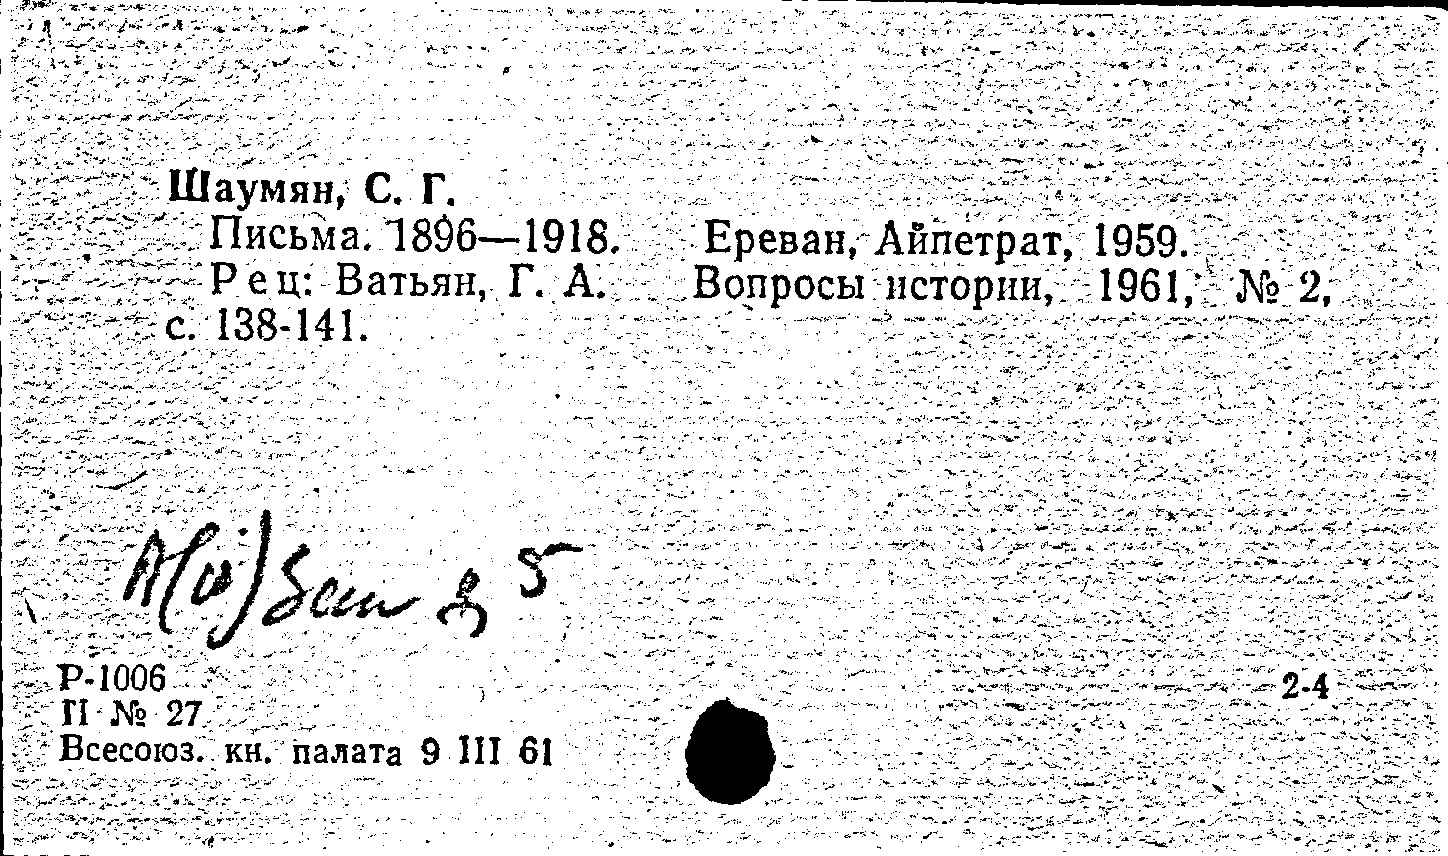 Шаумян, С. Г.
Письма. 1896—1918. Ереван, Айпетрат, 1959.
Рец: Ватьян, Г. А. Вопросы истории, 1961, № 2,
с. 138-141.
5
Р-1006 2-4
П № 27
Всесоюз. кн. палата 9 III 61